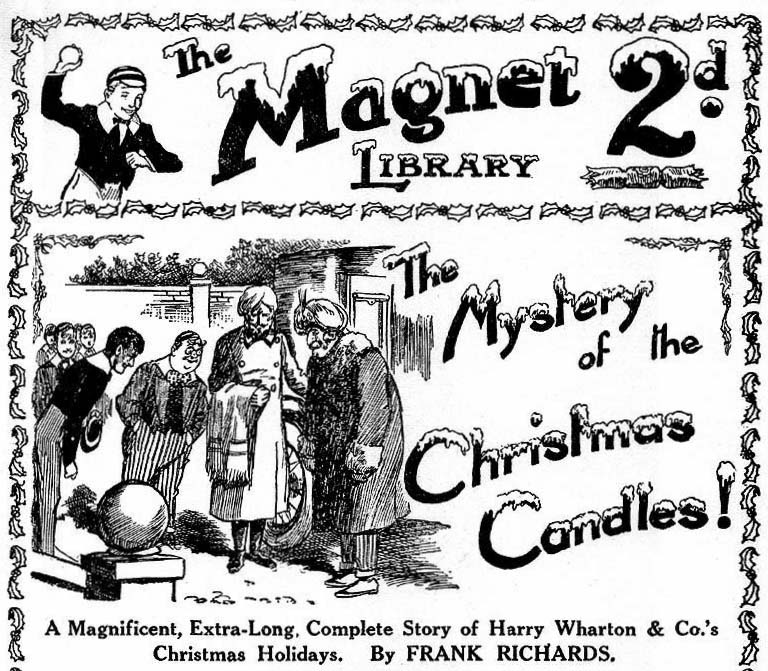 The
Magnet
LIBRARY
2d.
The
Mystery
of the
Christmas
Candles!
A Magnificent, Extra-Long, Complete Story of Harry Wharton & Co.'s
Christmas Holidays. By FRANK RICHARDS.